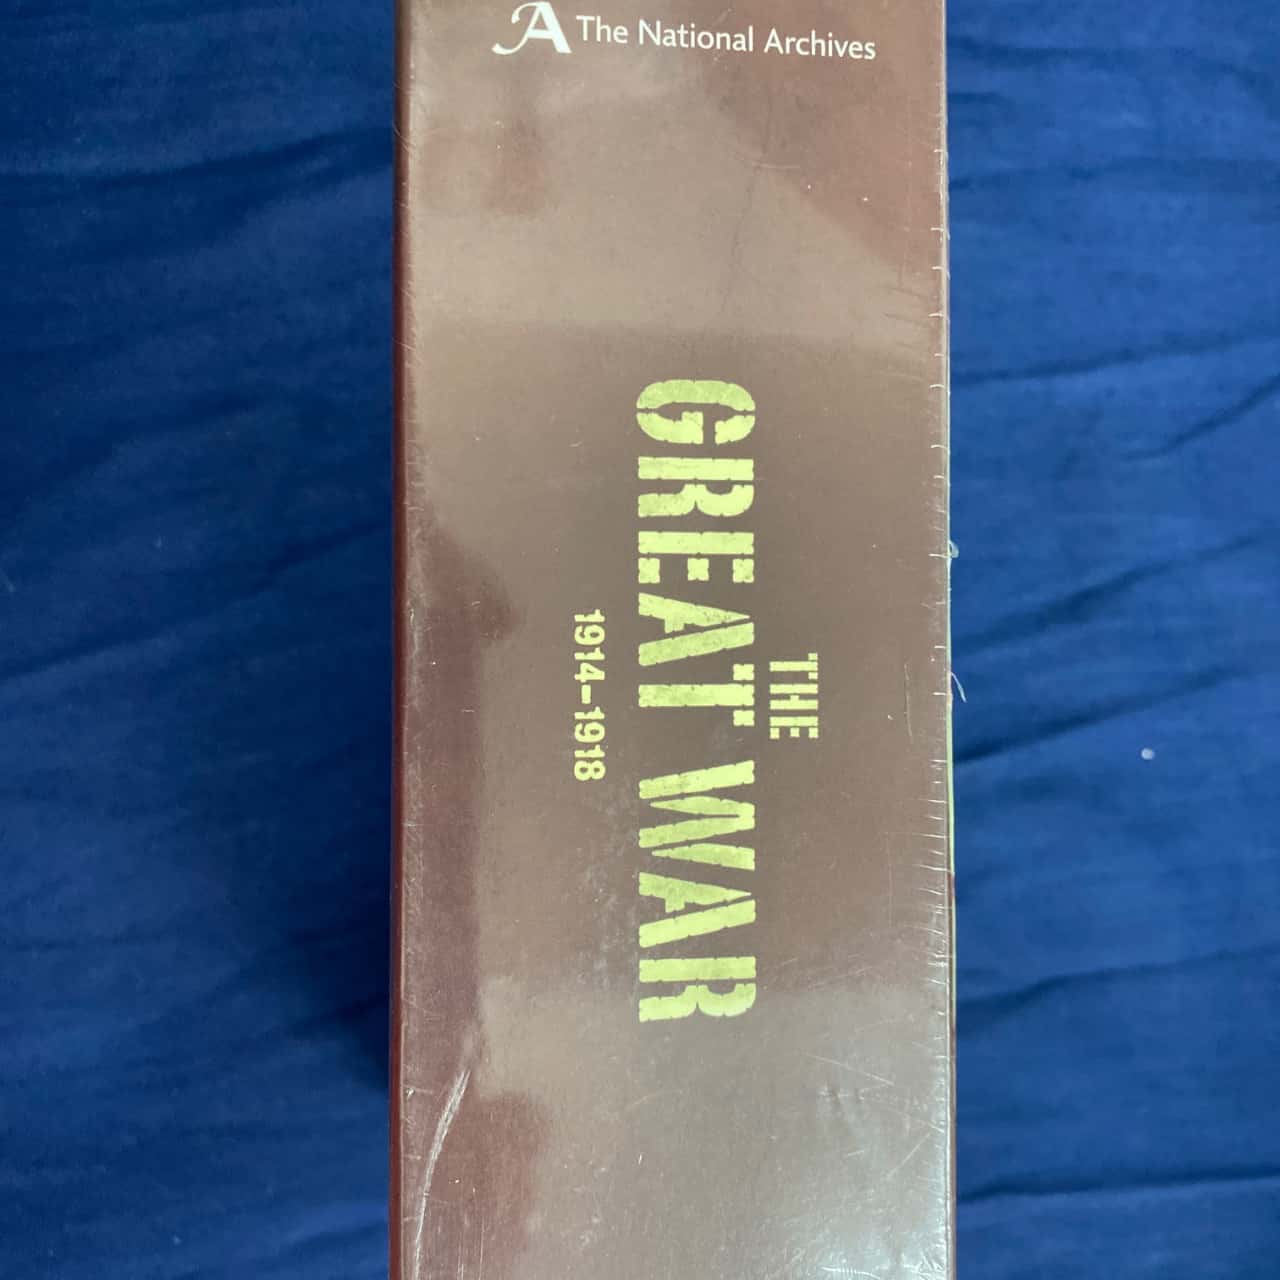 The National Archives
THE
GREAT WAR
1914-1918